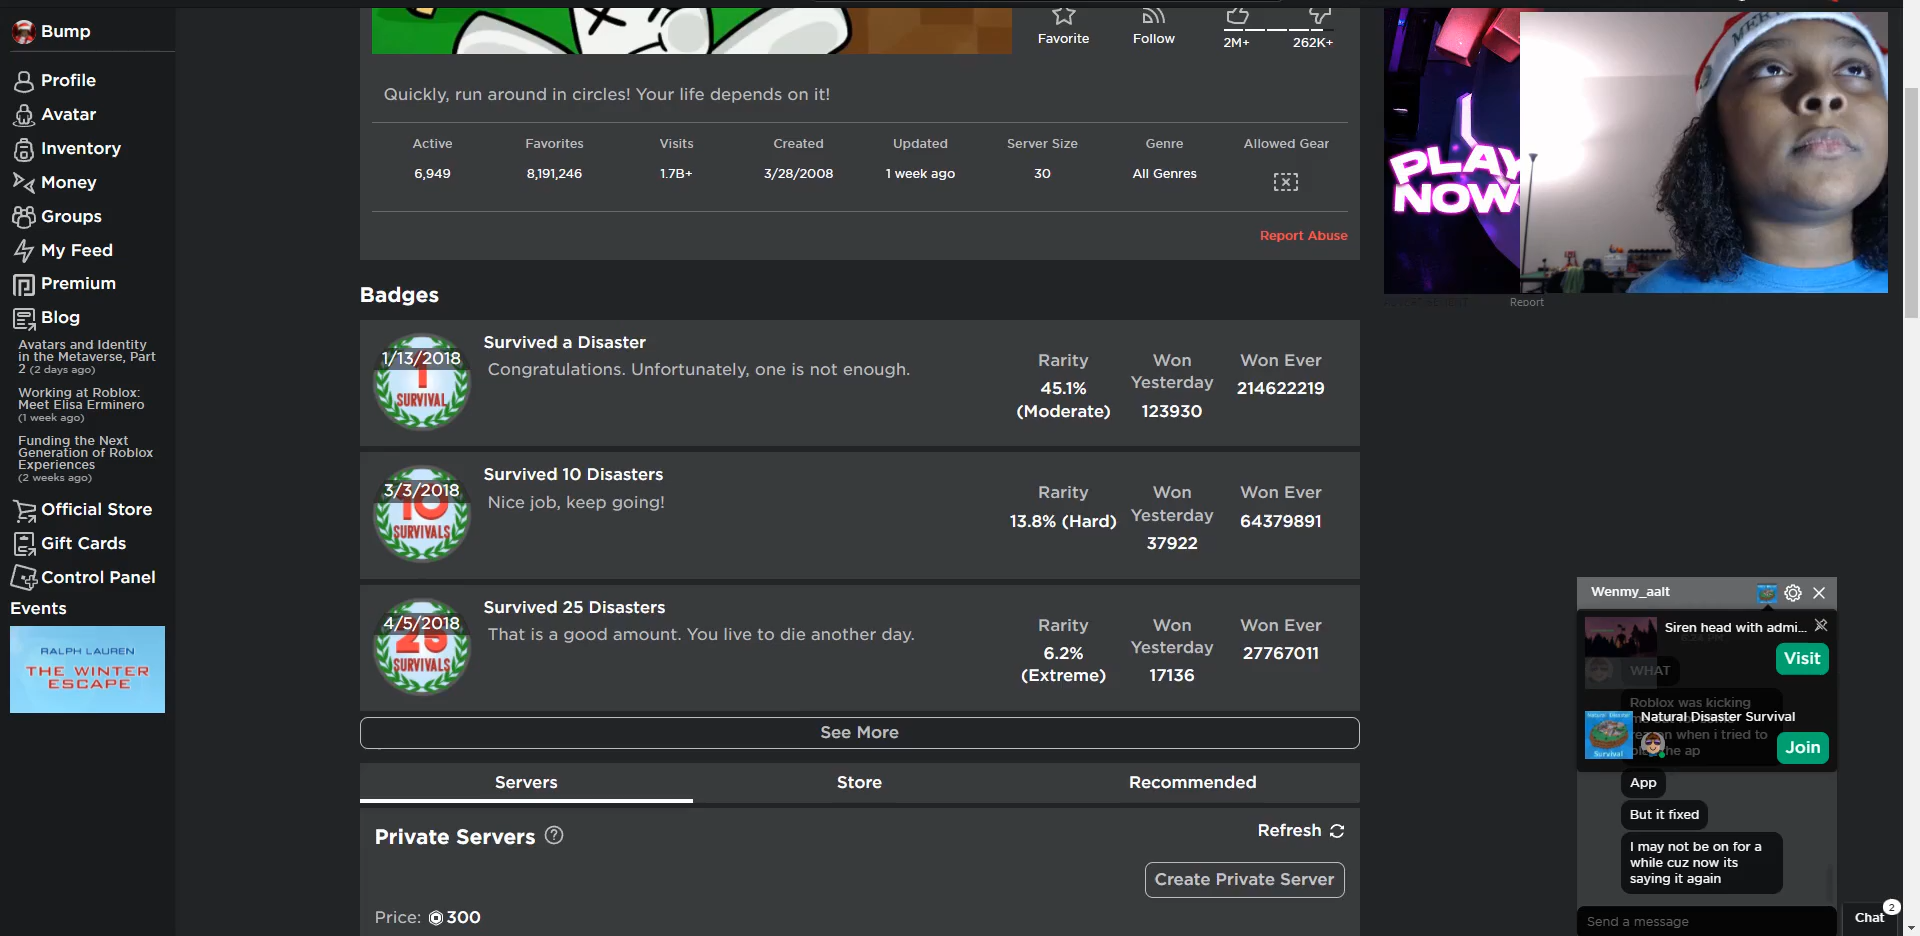 Bump
Profile
Avatar
Inventory
Money
Groups
My Feed
Premium
Blog
Avatars and Identity
in the Metaverse, Part
2 (2 days ago)
Working at Roblox:
Meet Elisa Erminero
(1 week ago)
Funding the Next
Generation of Roblox
Experiences
(2 weeks ago)
Official Store
Gift Cards
Control Panel
Events
RALPH LAUREN
THE WINTER
ESCAPE
Favorite
Follow
2M+
262K+
Quickly, run around in circles! Your life depends on it!
Active
Favorites
Visits
Created
Updated
Server Size
Genre
Allowed Gear
6,949
8,191,246
1.7B+
3/28/2008
1 week ago
30
All Genres
Report Abuse
Badges
1/13/2018
1
SURVIVAL
Survived a Disaster
Congratulations. Unfortunately, one is not enough.
Rarity
45.1%
(Moderate)
Won
Yesterday
123930
Won Ever
214622219
3/3/2018
10
SURVIVALS
Survived 10 Disasters
Nice job, keep going!
Rarity
13.8% (Hard)
Won
Yesterday
37922
Won Ever
64379891
4/5/2018
25
SURVIVALS
Survived 25 Disasters
That is a good amount. You live to die another day.
Rarity
6.2%
(Extreme)
Won
Yesterday
17136
Won Ever
27767011
See More
Servers
Store
Recommended
Private Servers
Refresh
Create Private Server
Price: 300
PLAY
NOW
Report
Wenmy_aalt
Siren head with admi...
Visit
WHAT
Roblox was kicking
Natural Disaster Survival
when i tried to
Join
App
But it fixed
I may not be on for a
while cuz now its
saying it again
Send a message
Chat
2